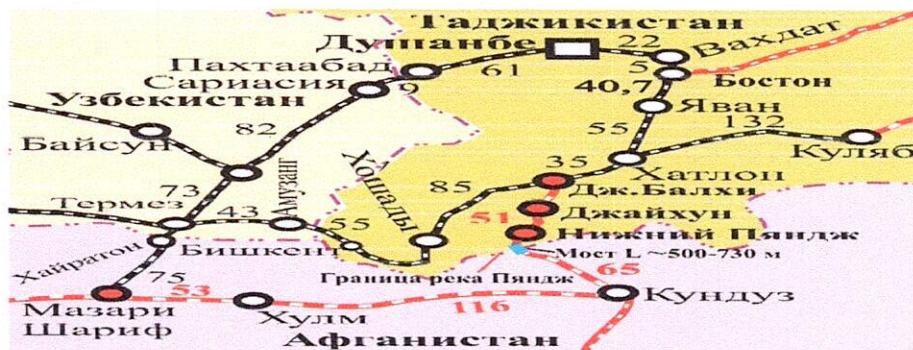 Таджикистан
Душанбе
22
Вахдат
Пахтаабад
61
5
Сариасия
9
40,7
Бостон
Узбекистан
Яван
82
55
132
Байсун
Куляб
Хошады
35
Хатлон
Амузанг
85
Дж.Балхи
73
Термез
43
55
51
Джайхун
Нижний Пяндж
Хайратон
Бишкент
Мост L ~500-730 м
Граница река Пяндж
75
65
53
Кундуз
Мазари
Шариф
Хулм
116
Афганистан